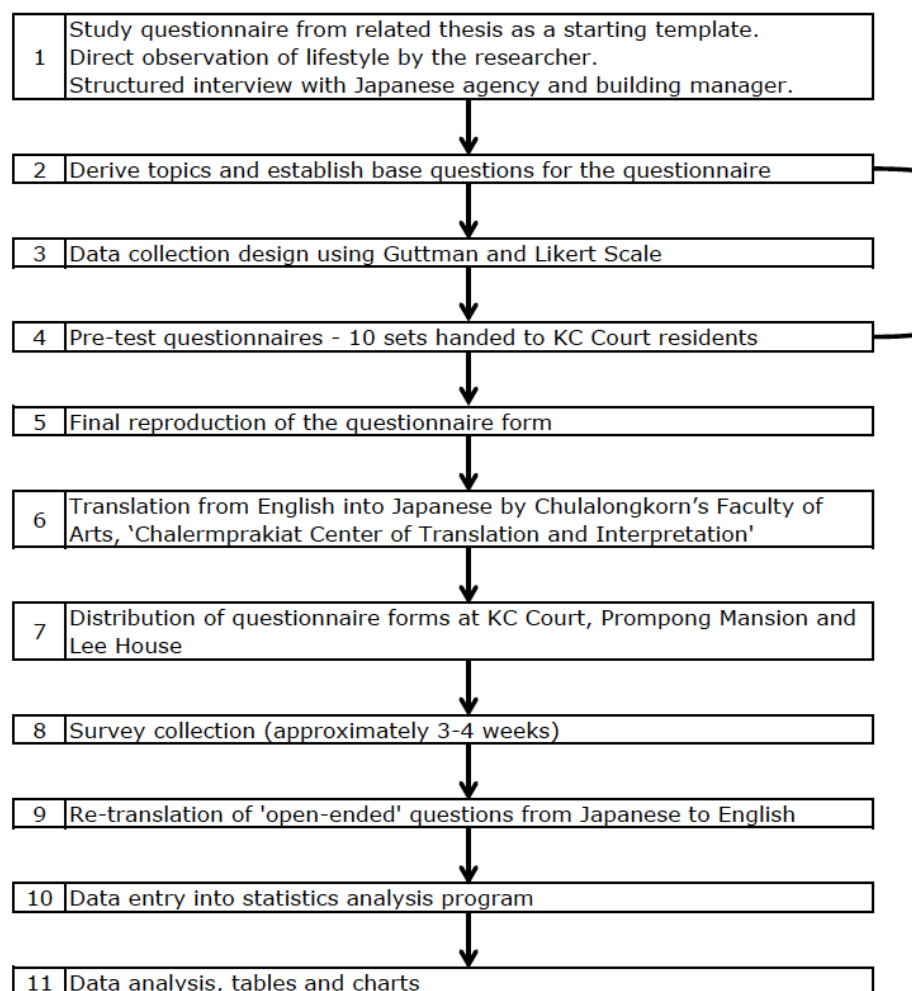 1 Study questionnaire from related thesis as a starting template.
Direct observation of lifestyle by the researcher.
Structured interview with Japanese agency and building manager.
2 Derive topics and establish base questions for the questionnaire
3 Data collection design using Guttman and Likert Scale
4 Pre-test questionnaires - 10 sets handed to KC Court residents
5 Final reproduction of the questionnaire form
6 Translation from English into Japanese by Chulalongkorn’s Faculty of
Arts, ‘Chalermprakiat Center of Translation and Interpretation'
7 Distribution of questionnaire forms at KC Court, Prompong Mansion and
Lee House
8 Survey collection (approximately 3-4 weeks)
9 Re-translation of 'open-ended' questions from Japanese to English
10 Data entry into statistics analysis program
11 Data analysis, tables and charts